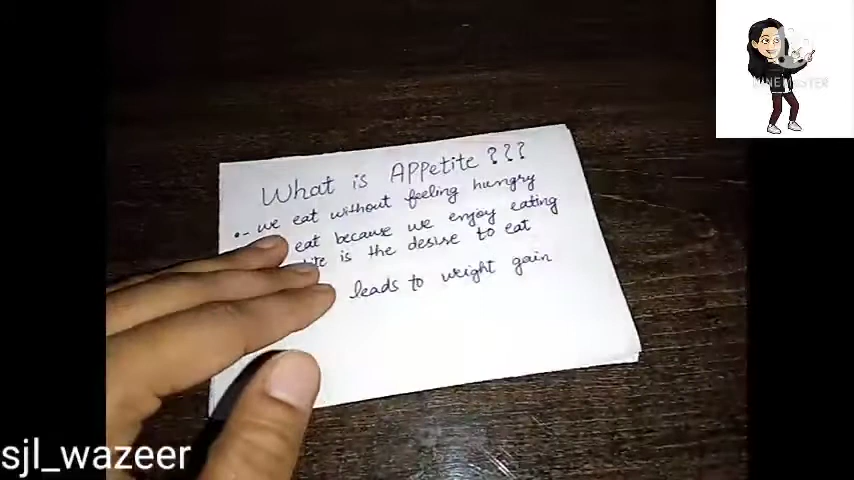 What is APPetite ???
•- we eat without feeling hungry
eat because we enjoy eating
is the desire to eat
leads to weight gain
sjl_wazeer